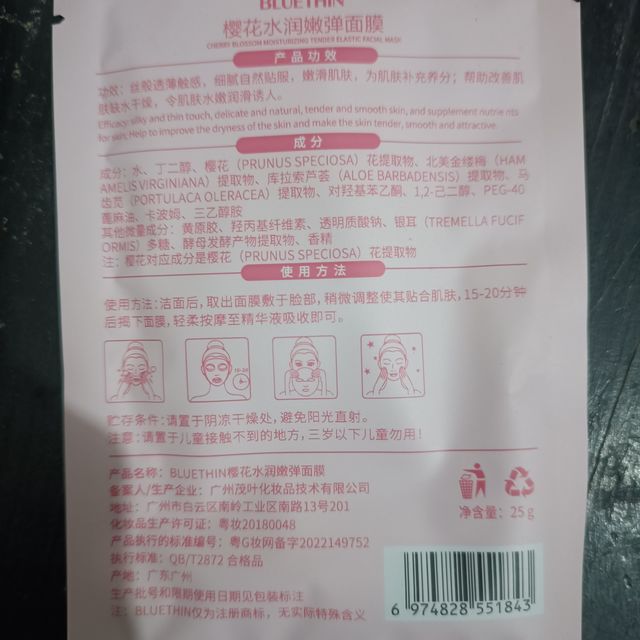 BLUETHIN
樱花水润嫩弹面膜
CHERRY BLOSSOM MOISTURIZING TENDER ELASTIC FACIAL MASK
产品功效
功效：丝般透薄触感，细腻自然贴服，嫩滑肌肤，为肌肤补充养分；帮助改善肌
肤缺水干燥，令肌肤水嫩润滑诱人。
Efficacy: silky and thin touch, delicate and natural, tender and smooth skin, and supplement nutrients
for skin. Help to improve the dryness of the skin and make the skin tender, smooth and attractive.
成分
成分：水、丁二醇、樱花（PRUNUS SPECIOSA）花提取物、北美金缕梅（HAM
AMELIS VIRGINIANA）提取物、库拉索芦荟（ALOE BARBADENSIS）提取物、马
齿苋（PORTULACA OLERACEA）提取物、对羟基苯乙酮、1,2-己二醇、PEG-40
蓖麻油、卡波姆、三乙醇胺
其他微量成分：黄原胶、羟丙基纤维素、透明质酸钠、银耳（TREMELLA FUCIF
ORMIS）多糖、酵母发酵产物提取物、香精
注：樱花对应成分是樱花（PRUNUS SPECIOSA）花提取物
使用方法
使用方法：洁面后，取出面膜敷于脸部，稍微调整使其贴合肌肤，15-20分钟
后揭下面膜，轻柔按摩至精华液吸收即可。
15-20
贮存条件：请置于阴凉干燥处，避免阳光直射。
注意：请置于儿童接触不到的地方，三岁以下儿童勿用！
产品名称：BLUETHIN樱花水润嫩弹面膜
备案人/生产企业：广州茂叶化妆品技术有限公司
地址：广州市白云区南岭工业区南路13号201
化妆品生产许可证：粤妆20180048
产品执行的标准编号：粤G妆网备字2022149752
执行标准：QB/T2872 合格品
产地：广东广州
生产批号和限期使用日期见包装标注
注：BLUETHIN仅为注册商标，无实际特殊含义
净含量：25g
6 974828 551843